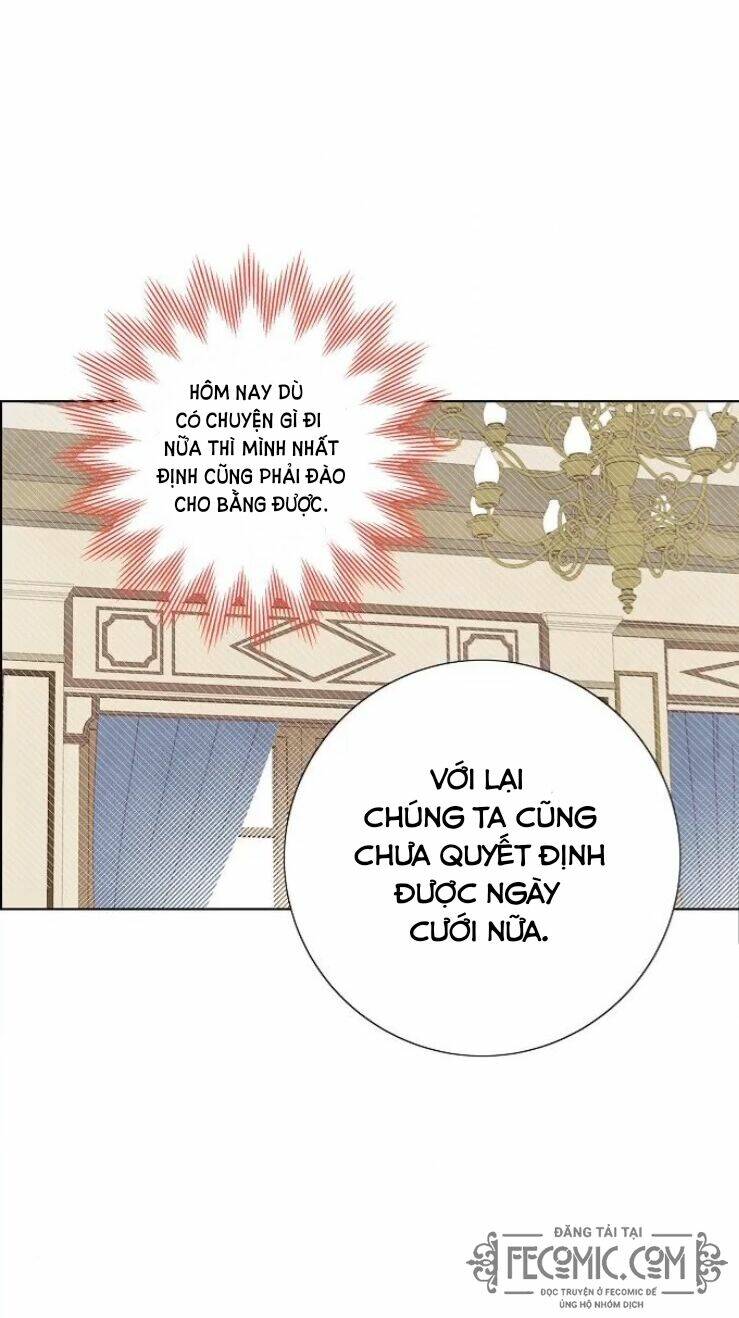 HÔM NAY DÙ
CÓ CHUYỆN GÌ ĐI
NỮA THÌ MÌNH NHẤT
ĐỊNH CŨNG PHẢI ĐÀO
CHO BẰNG ĐƯỢC.
VỚI LẠI
CHÚNG TA CŨNG
CHƯA QUYẾT ĐỊNH
ĐƯỢC NGÀY
CƯỚI NỮA.
ĐĂNG TẢI TẠI
FECOMIC.COM
ĐỌC TRUYỆN Ở FECOMIC ĐỂ
ỦNG HỘ NHÓM DỊCH